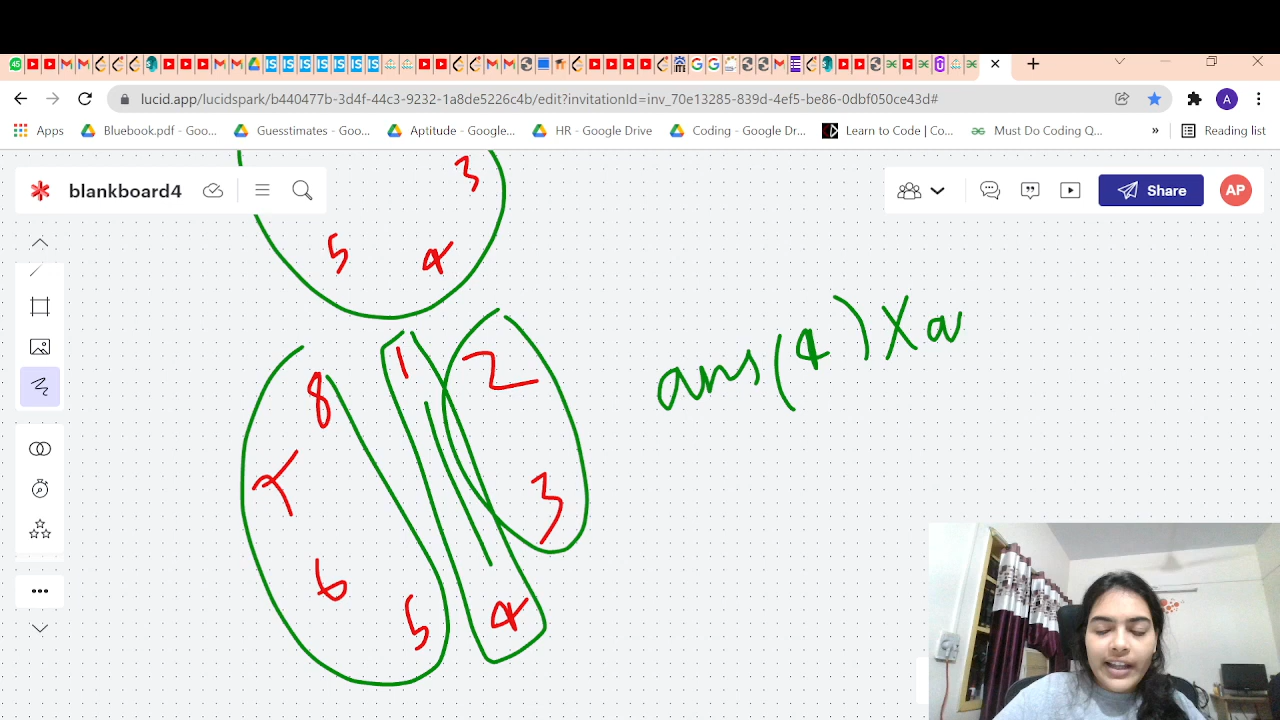 45
lucid.app/lucidspark/b440477b-3d4f-44c3-9232-1a8de5226c4b/edit?invitationId=inv_70e13285-839d-4ef5-be86-0dbf050ce43d#
A
Apps
Bluebook.pdf - Goo...
Guesstimates - Goo...
Aptitude - Google...
HR - Google Drive
Coding - Google Dr...
Learn to Code | Co...
Must Do Coding Q...
»
Reading list
blankboard4
Share
AP
3
5 4
ans(4)Xa
8 1 2
7
3
6
5 4